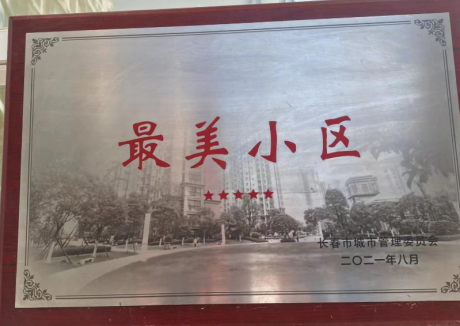 最美小区
★★★★★
长春市城市管理委员会
二〇二一年八月